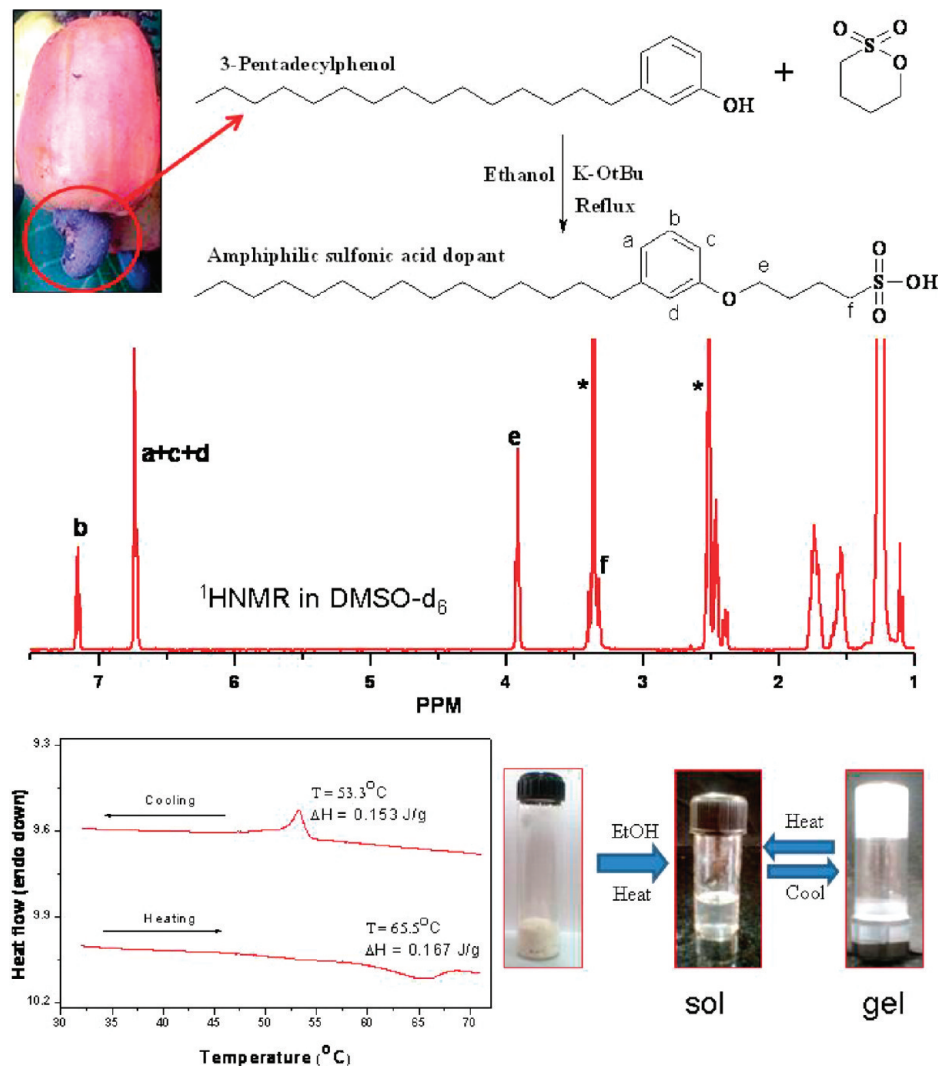 3-Pentadecylphenol
OH
+
O
O
S
O
Ethanol
K-OtBu
Reflux
Amphiphilic sulfonic acid dopant
a
b
c
d
O
e
f
O
S
OH
O
b
a+c+d
e
*
f
*
¹HNMR in DMSO-d₆
7 6 5 4 3 2 1
PPM
Heat flow (endo down)
9.3
9.6
9.9
10.2
Cooling
T = 53.3°C
ΔH = 0.153 J/g
Heating
T = 65.5°C
ΔH = 0.167 J/g
30 35 40 45 50 55 60 65 70
Temperature (°C)
EtOH
Heat
Heat
Cool
sol
gel